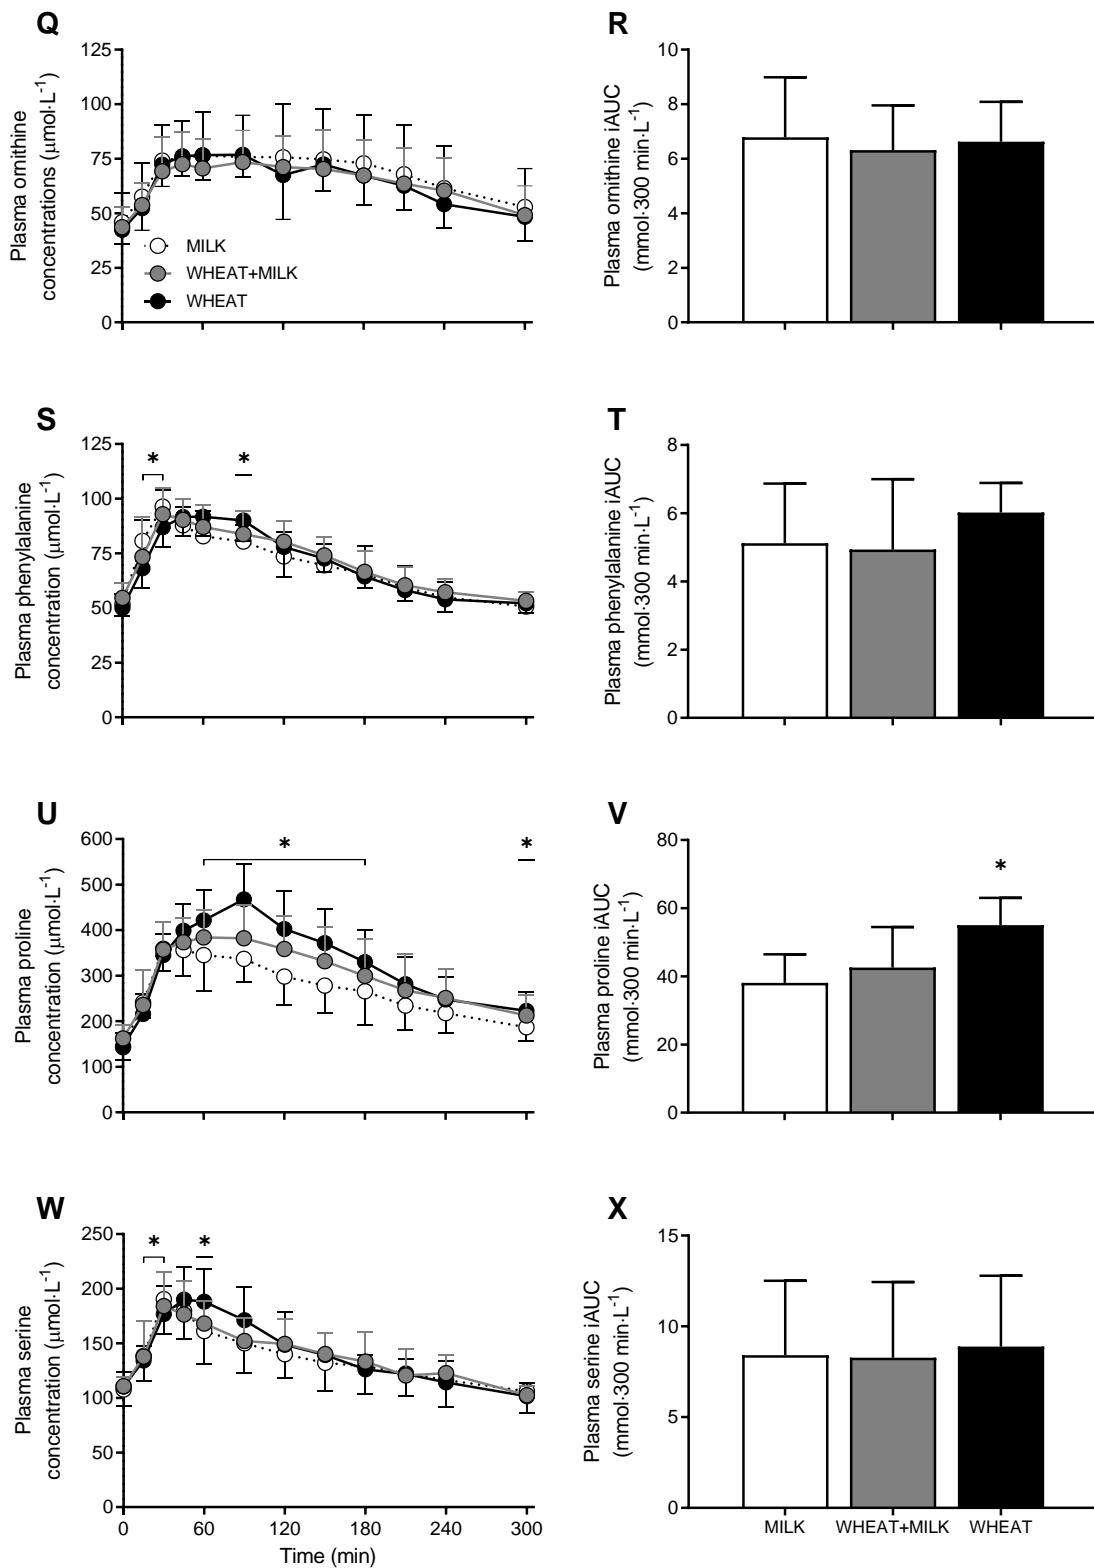 Q
Plasma ornithine
concentrations (μmol·L-1)
125
100
75
50
25
0
MILK
WHEAT+MILK
WHEAT
R
Plasma ornithine iAUC
(mmol·300 min·L-1)
10
8
6
4
2
0
S
Plasma phenylalanine
concentration (μmol·L-1)
125
100
75
50
25
0
* *
T
Plasma phenylalanine iAUC
(mmol·300 min·L-1)
8
6
4
2
0
U
Plasma proline
concentration (μmol·L-1)
600
500
400
300
200
100
0
* *
V
Plasma proline iAUC
(mmol·300 min·L-1)
80
60
40
20
0
*
W
Plasma serine
concentration (μmol·L-1)
250
200
150
100
50
0
* *
0 60 120 180 240 300
Time (min)
X
Plasma serine iAUC
(mmol·300 min·L-1)
15
10
5
0
MILK WHEAT+MILK WHEAT